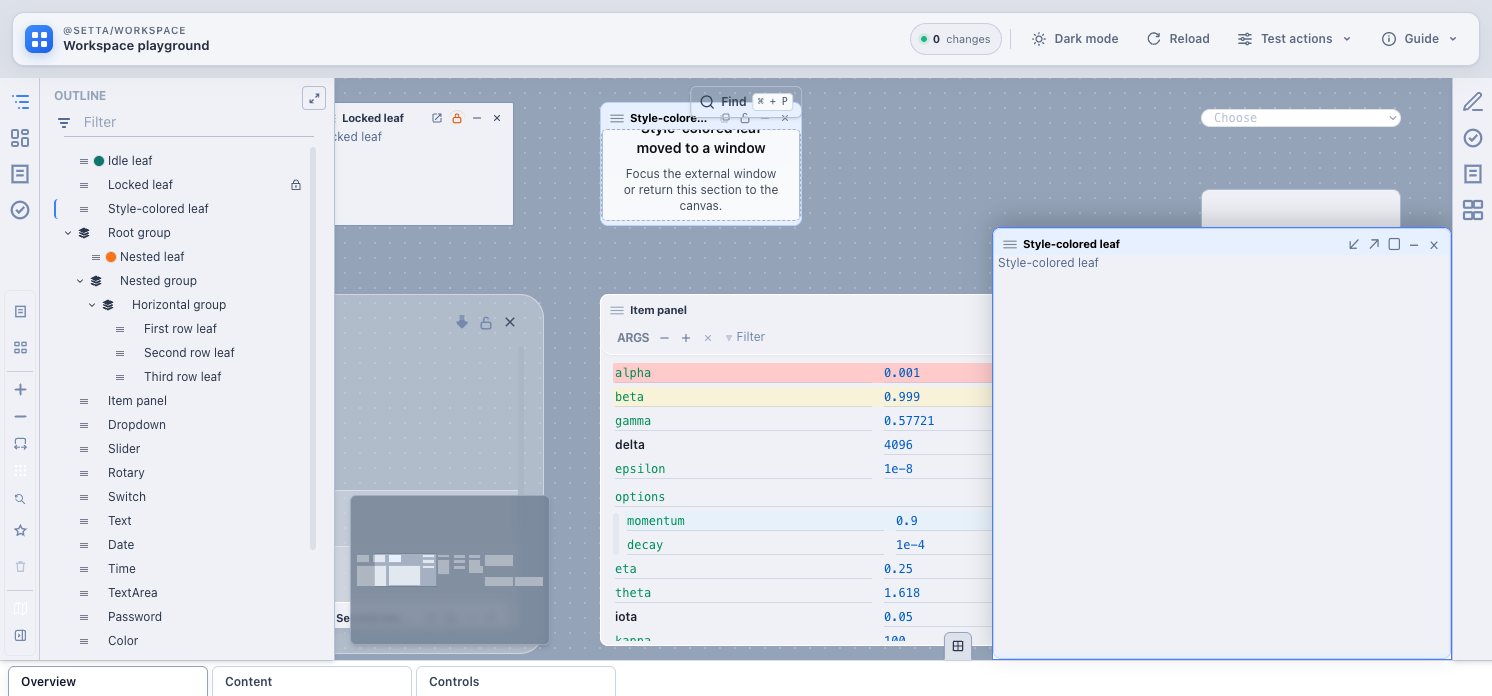 @SETTA/WORKSPACE
Workspace playground
0 changes
Dark mode
Reload
Test actions
Guide
OUTLINE
Filter
Idle leaf
Locked leaf
Style-colored leaf
Root group
Nested leaf
Nested group
Horizontal group
First row leaf
Second row leaf
Third row leaf
Item panel
Dropdown
Slider
Rotary
Switch
Text
Date
Time
TextArea
Password
Color
Locked leaf
cked leaf
Find ⌘ + P
Style-colore...
Style-colored leaf
moved to a window
Focus the external window
or return this section to the
canvas.
Choose
Style-colored leaf
Style-colored leaf
Item panel
ARGS − + × Filter
alpha 0.001
beta 0.999
gamma 0.57721
delta 4096
epsilon 1e-8
options
momentum 0.9
decay 1e-4
eta 0.25
theta 1.618
iota 0.05
kappa 100
Se
Overview
Content
Controls